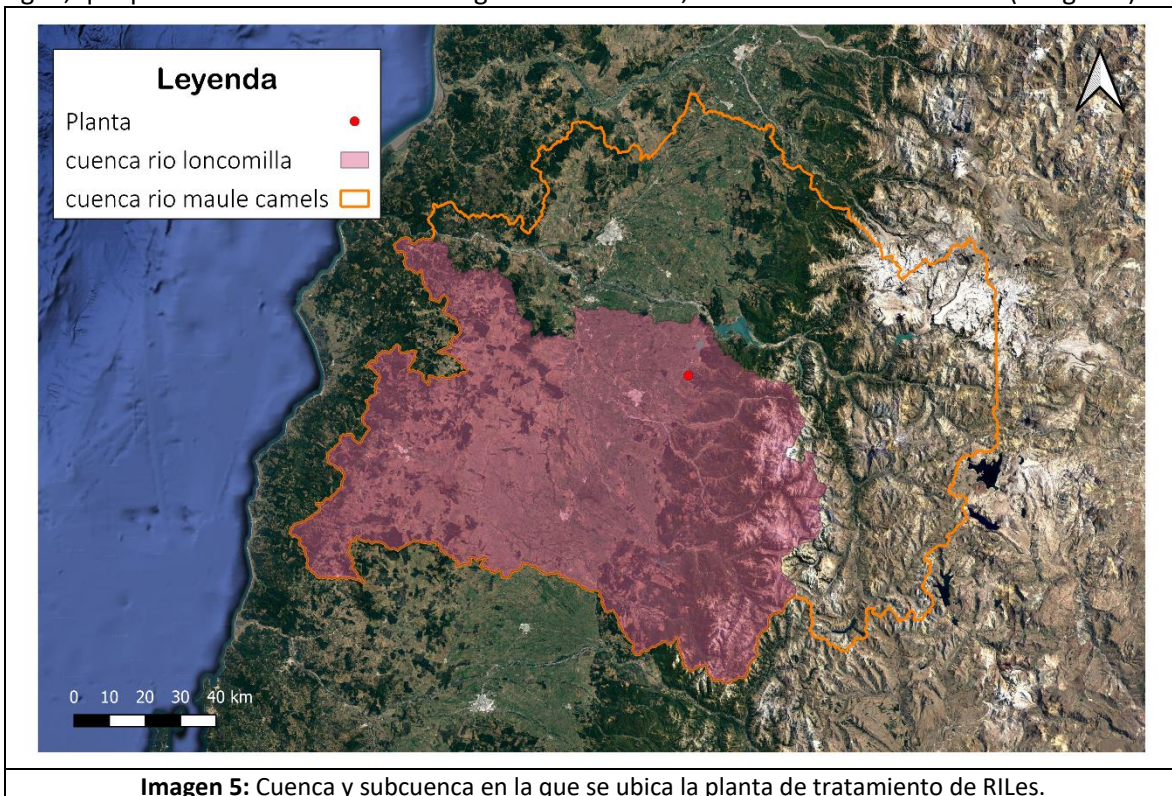 Leyenda
Planta
cuenca rio loncomilla
cuenca rio maule camels
0 10 20 30 40 km
Imagen 5: Cuenca y subcuenca en la que se ubica la planta de tratamiento de RILes.